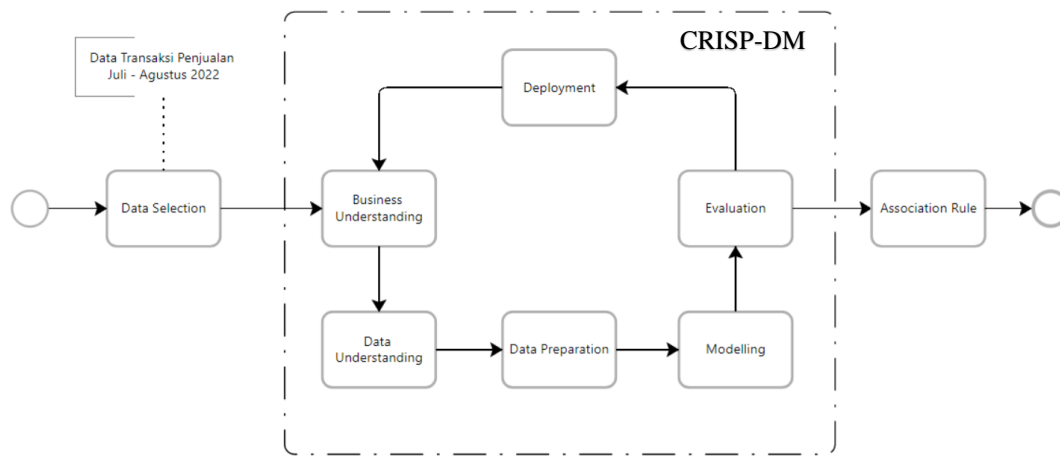 CRISP-DM
Data Transaksi Penjualan
Juli - Agustus 2022
Deployment
Data Selection
Business
Understanding
Evaluation
Association Rule
Data
Understanding
Data Preparation
Modelling